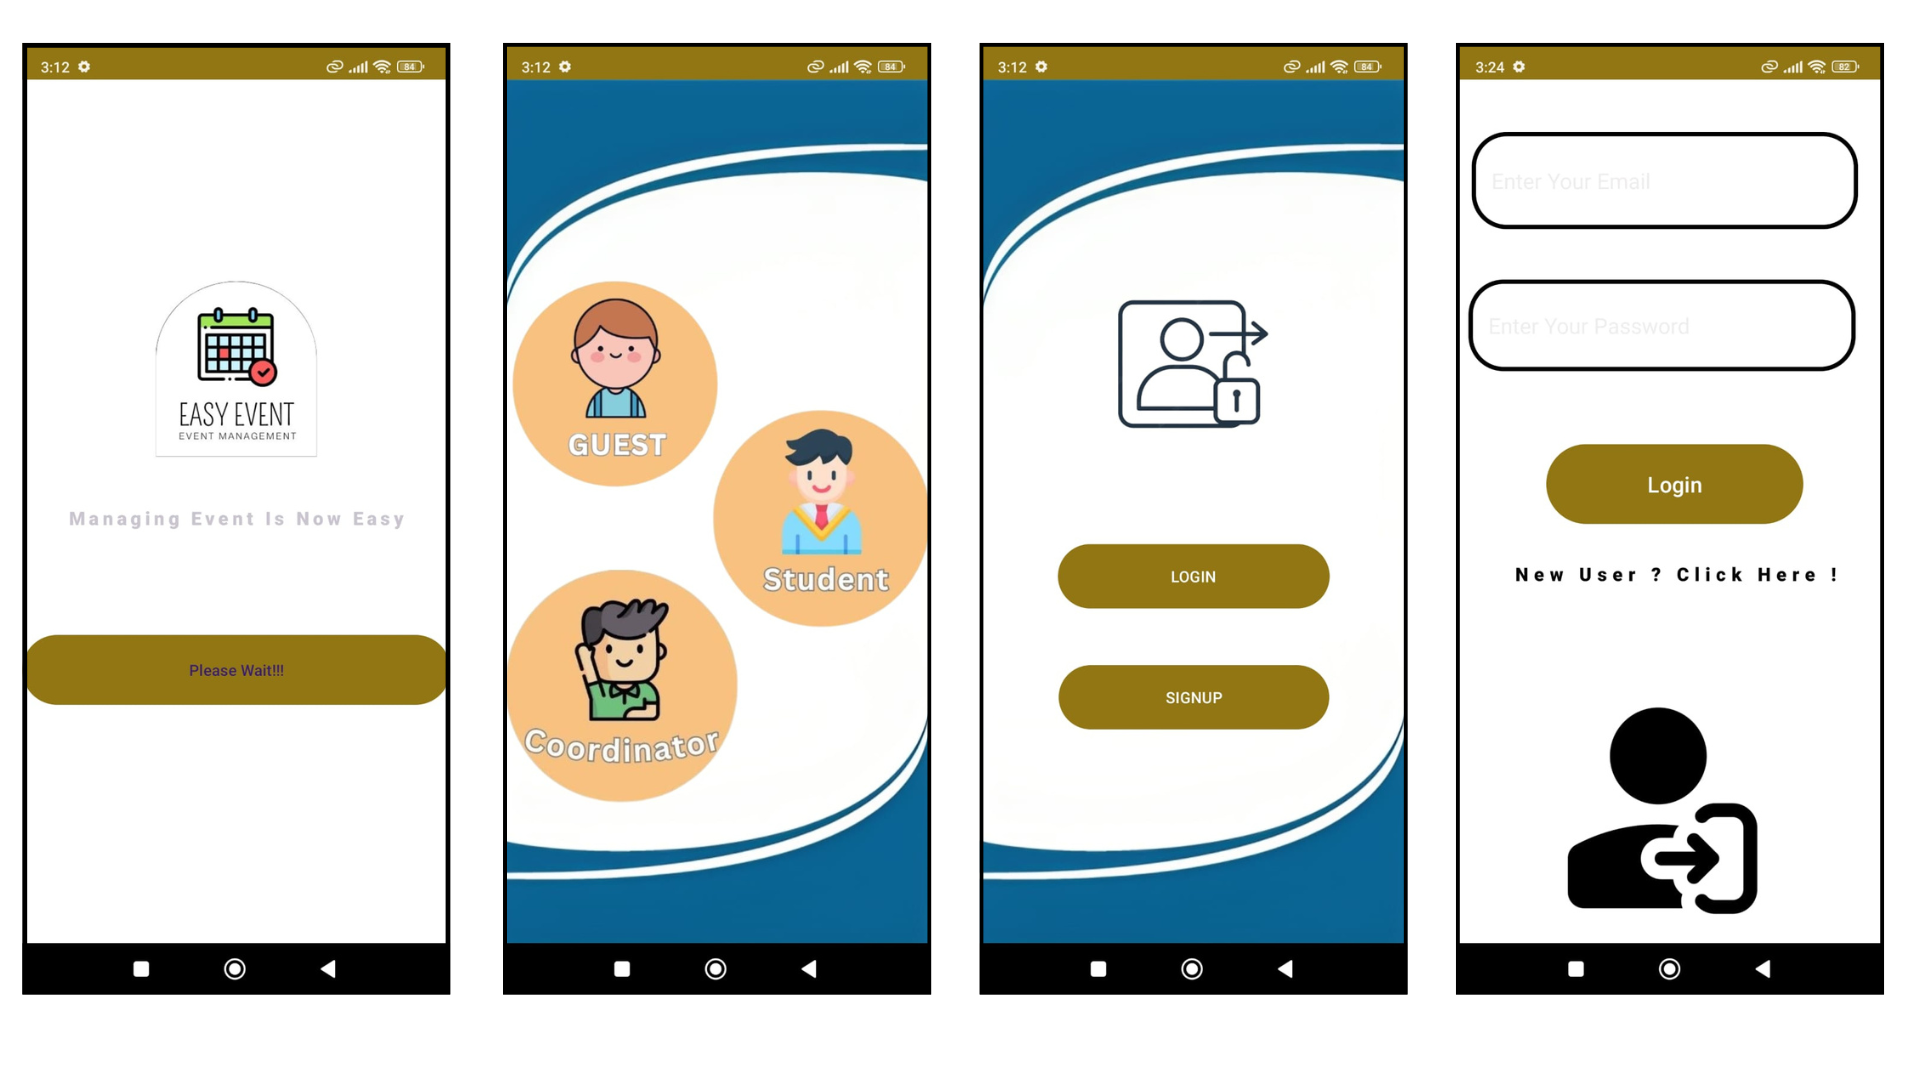 3:12
84
EASY EVENT
EVENT MANAGEMENT
Managing Event Is Now Easy
Please Wait!!!
3:12
84
GUEST
Student
Coordinator
3:12
84
LOGIN
SIGNUP
3:24
82
Enter Your Email
Enter Your Password
Login
New User ? Click Here !